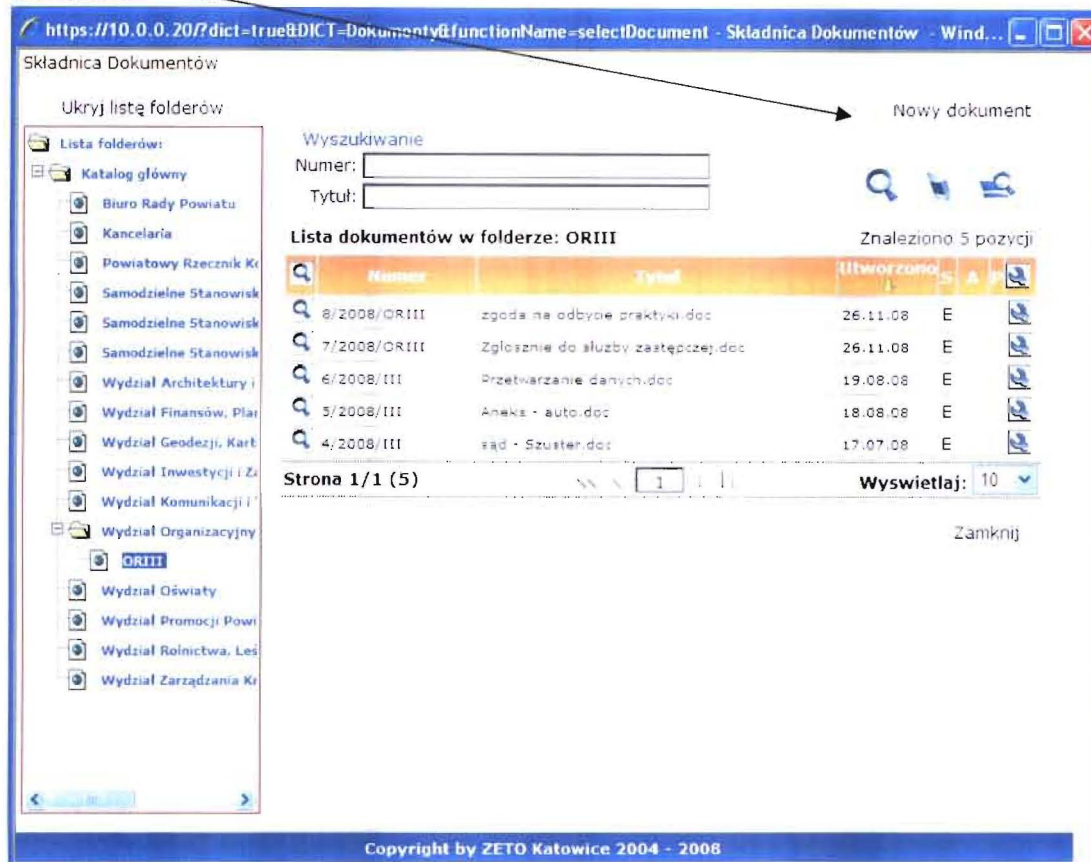 https://10.0.0.20/?dict=true&DICT=Dokumenty&functionName=selectDocument - Składnica Dokumentów - Wind...
Składnica Dokumentów
Ukryj listę folderów
Nowy dokument
Lista folderów:
Katalog główny
Biuro Rady Powiatu
Kancelaria
Powiatowy Rzecznik Ko
Samodzielne Stanowisk
Samodzielne Stanowisk
Samodzielne Stanowisk
Wydział Architektury i
Wydział Finansów, Plan
Wydział Geodezji, Kart
Wydział Inwestycji i Za
Wydział Komunikacji i
Wydział Organizacyjny
ORIII
Wydział Oświaty
Wydział Promocji Powi
Wydział Rolnictwa, Leś
Wydział Zarządzania Kr
Wyszukiwanie
Numer:
Tytuł:
Lista dokumentów w folderze: ORIII
Znaleziono 5 pozycji
Numer Tytuł Utworzono S A P
8/2008/ORIII zgoda na odbycie praktyki.doc 26.11.08 E
7/2008/ORIII Zgłosznie do służby zastępczej.doc 26.11.08 E
6/2008/III Przetwarzanie danych.doc 19.08.08 E
5/2008/III Aneks - auto.doc 18.08.08 E
4/2008/III sąd - Szuster.doc 17.07.08 E
Strona 1/1 (5) 1 Wyswietlaj: 10
Zamknij
Copyright by ZETO Katowice 2004 - 2008